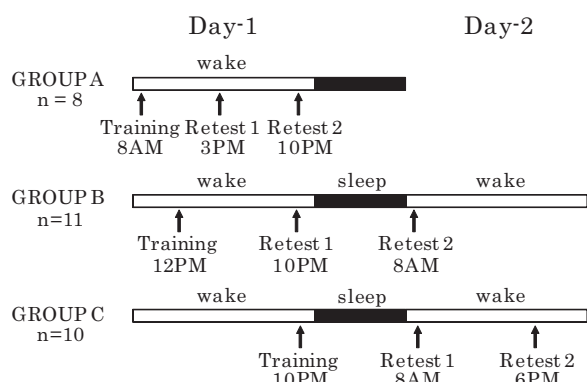 Day-1 Day-2
wake
GROUP A
n = 8
Training Retest 1 Retest 2
8AM 3PM 10PM
wake sleep wake
GROUP B
n=11
Training Retest 1 Retest 2
12PM 10PM 8AM
wake sleep wake
GROUP C
n=10
Training Retest 1 Retest 2
10PM 8AM 6PM